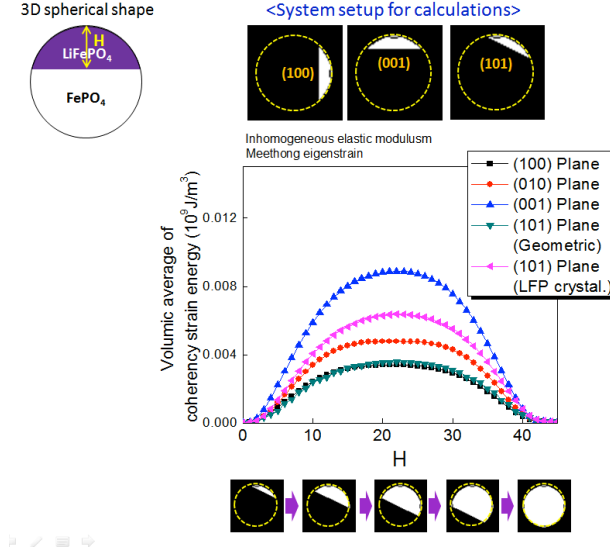 3D spherical shape
H
LiFePO4
FePO4
<System setup for calculations>
(100)
(001)
(101)
Inhomogeneous elastic modulusm
Meethong eigenstrain
(100) Plane
(010) Plane
(001) Plane
(101) Plane
(Geometric)
(101) Plane
(LFP crystal.)
Volumic average of
coherency strain energy (10^9 J/m^3)
0.012
0.008
0.004
0.000
0 10 20 30 40
H